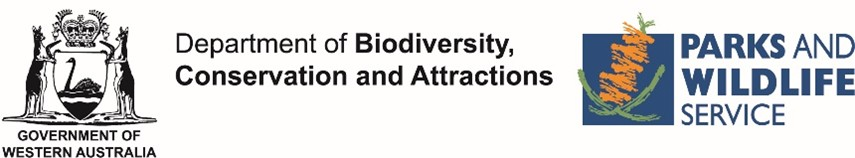 GOVERNMENT OF
WESTERN AUSTRALIA
Department of Biodiversity,
Conservation and Attractions
PARKS AND
WILDLIFE
SERVICE